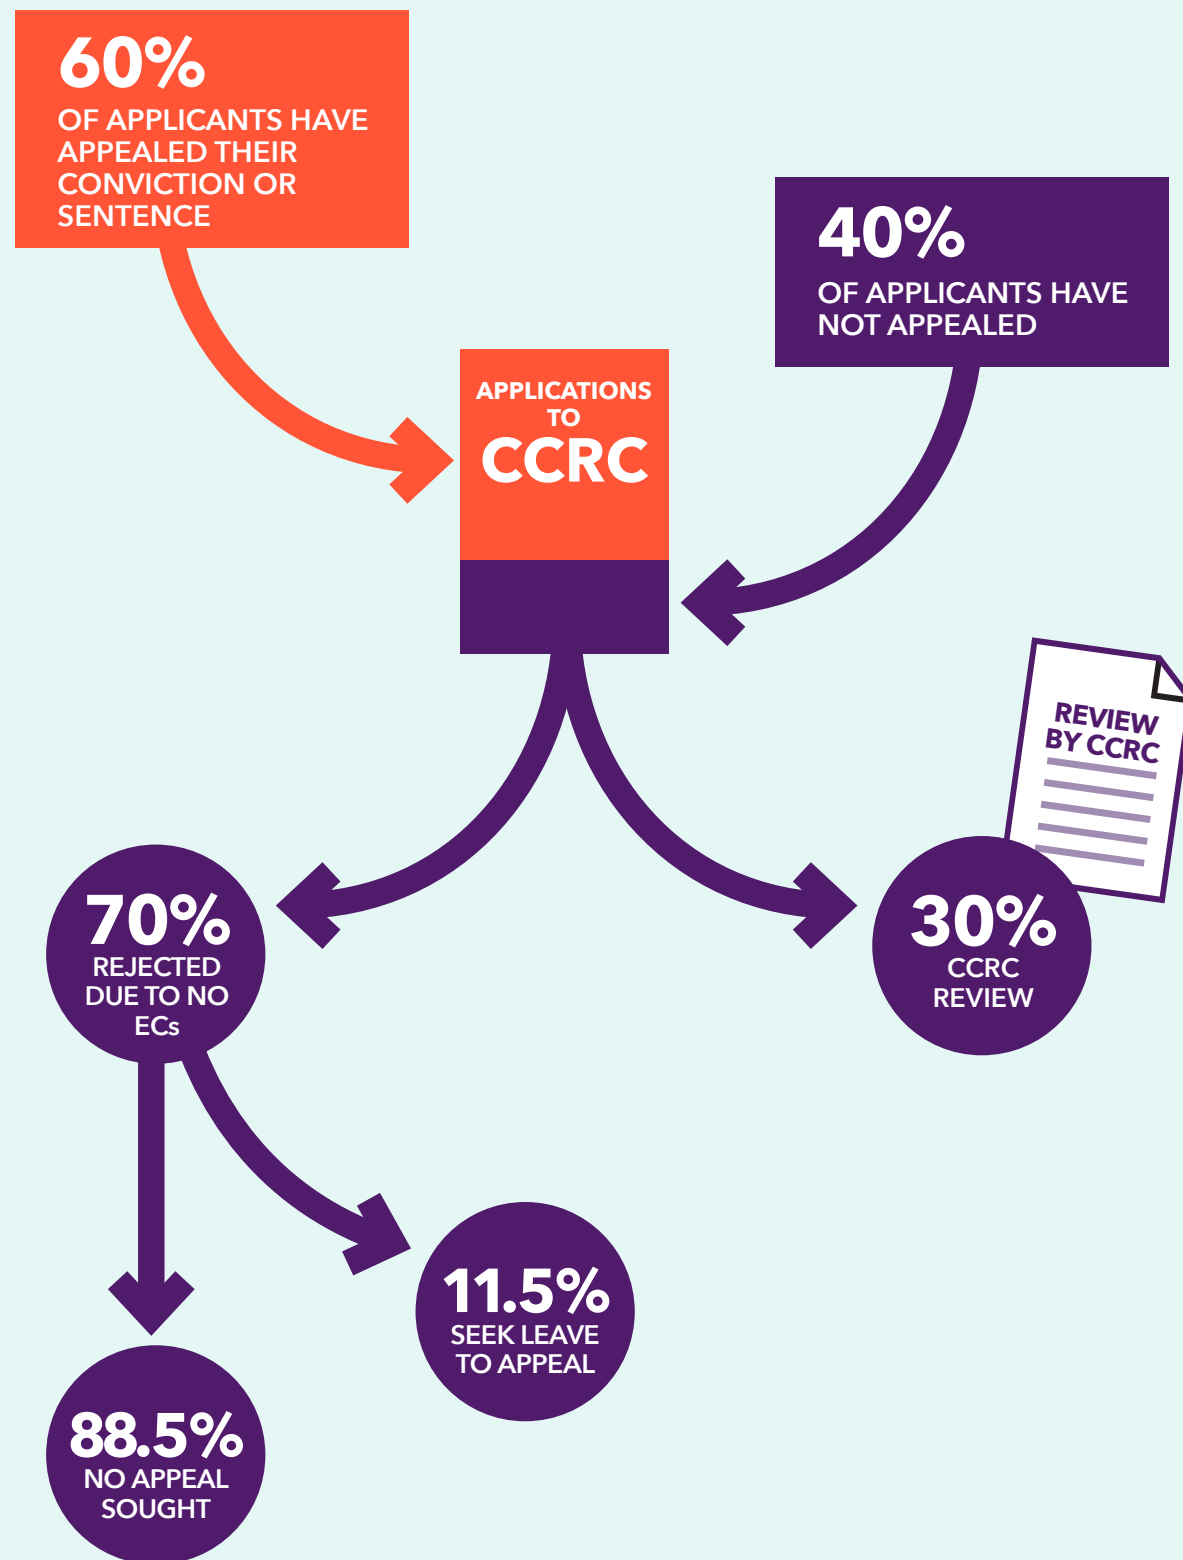 60%
OF APPLICANTS HAVE
APPEALED THEIR
CONVICTION OR
SENTENCE
40%
OF APPLICANTS HAVE
NOT APPEALED
APPLICATIONS
TO
CCRC
REVIEW
BY CCRC
70%
REJECTED
DUE TO NO
ECs
30%
CCRC
REVIEW
11.5%
SEEK LEAVE
TO APPEAL
88.5%
NO APPEAL
SOUGHT